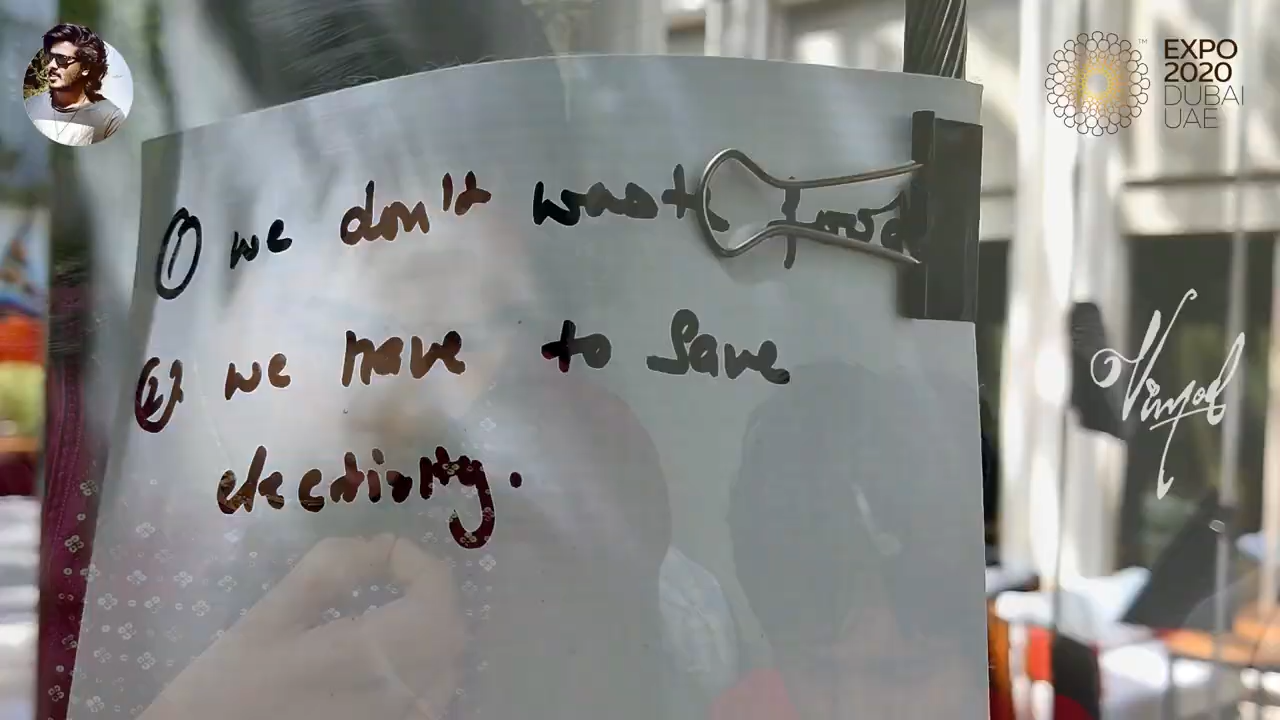 ① we don't waste food
② we have to save
electricity.
EXPO
2020
DUBAI
UAE
Vinod